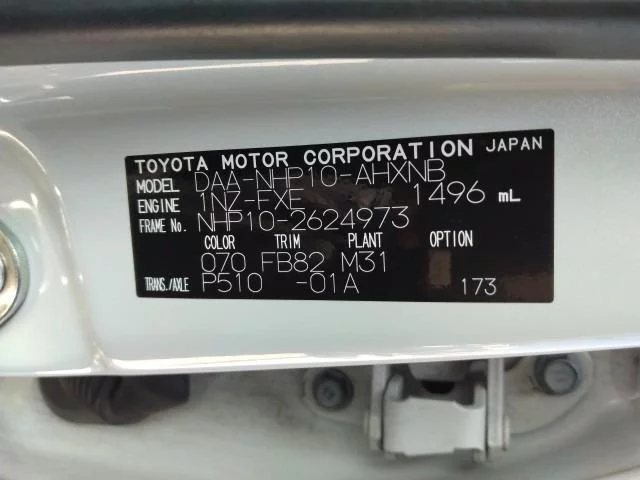 TOYOTA MOTOR CORPORATION JAPAN
MODEL DAA-NHP10-AHXNB
ENGINE 1NZ-FXE 1496 mL
FRAME No. NHP10-2624973
COLOR TRIM PLANT OPTION
070 FB82 M31
TRANS./AXLE P510 -01A 173